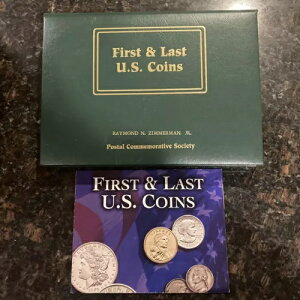 First & Last
U.S. Coins
RAYMOND N. ZIMMERMAN, JR.
Postal Commemorative Society
FIRST & LAST
U.S. COINS